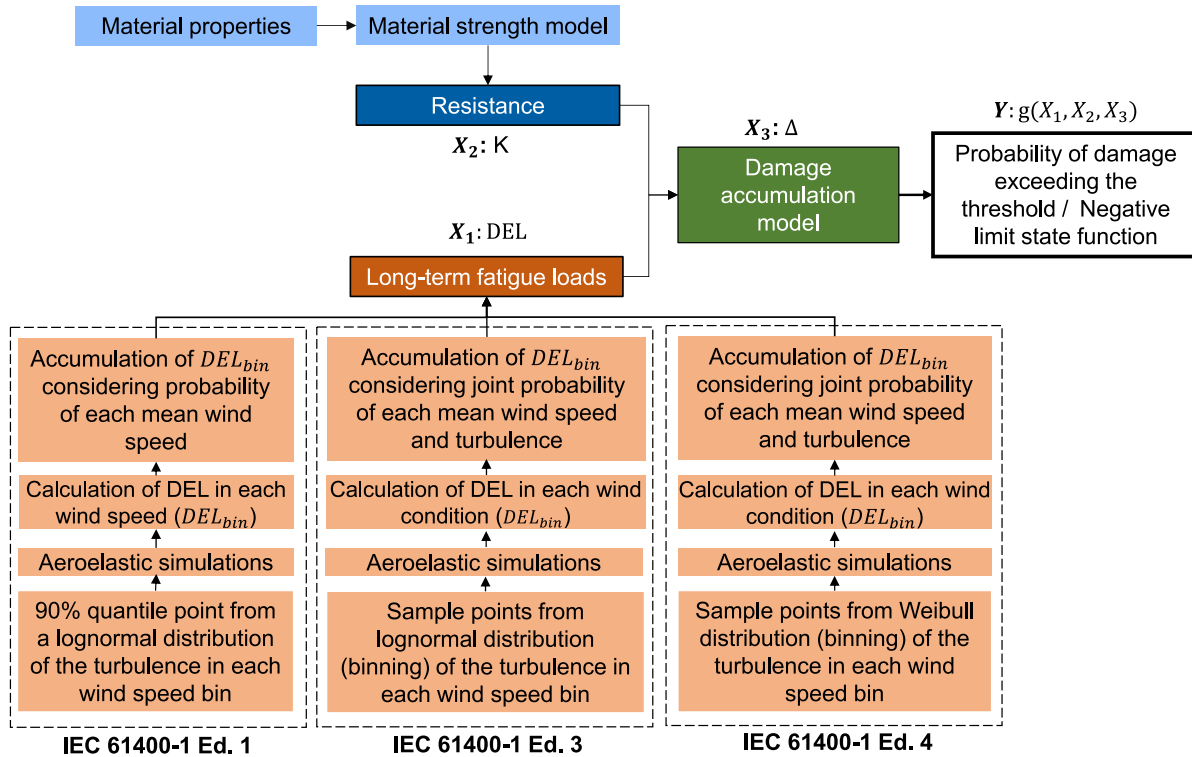 Material properties
Material strength model
Resistance
X₂: K
X₃: Δ
Damage
accumulation
model
Y: g(X₁, X₂, X₃)
Probability of damage
exceeding the
threshold / Negative
limit state function
X₁: DEL
Long-term fatigue loads
Accumulation of DEL_bin
considering probability
of each mean wind
speed
Calculation of DEL in each
wind speed (DEL_bin)
Aeroelastic simulations
90% quantile point from
a lognormal distribution
of the turbulence in each
wind speed bin
IEC 61400-1 Ed. 1
Accumulation of DEL_bin
considering joint probability
of each mean wind speed
and turbulence
Calculation of DEL in each wind
condition (DEL_bin)
Aeroelastic simulations
Sample points from
lognormal distribution
(binning) of the turbulence in
each wind speed bin
IEC 61400-1 Ed. 3
Accumulation of DEL_bin
considering joint probability
of each mean wind speed
and turbulence
Calculation of DEL in each wind
condition (DEL_bin)
Aeroelastic simulations
Sample points from Weibull
distribution (binning) of the
turbulence in each wind
speed bin
IEC 61400-1 Ed. 4